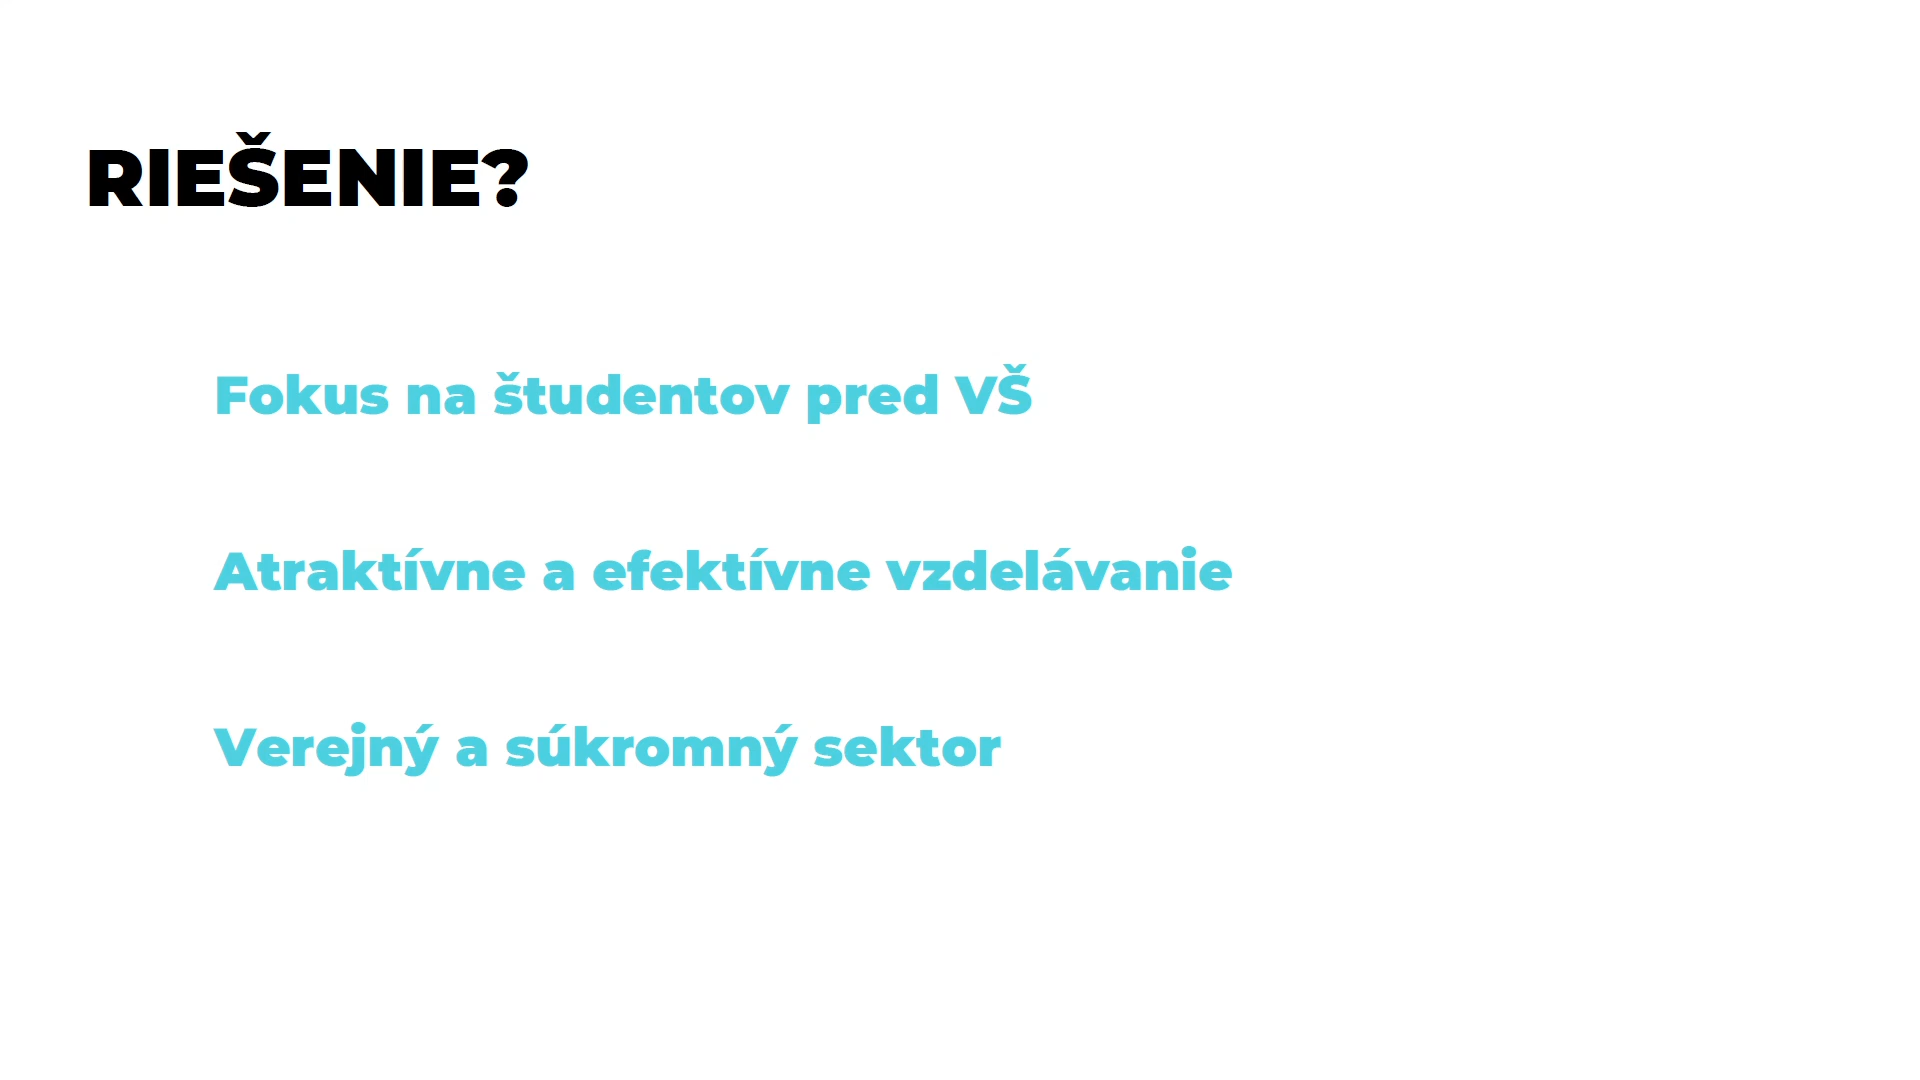 RIEŠENIE?
Fokus na študentov pred VŠ
Atraktívne a efektívne vzdelávanie
Verejný a súkromný sektor